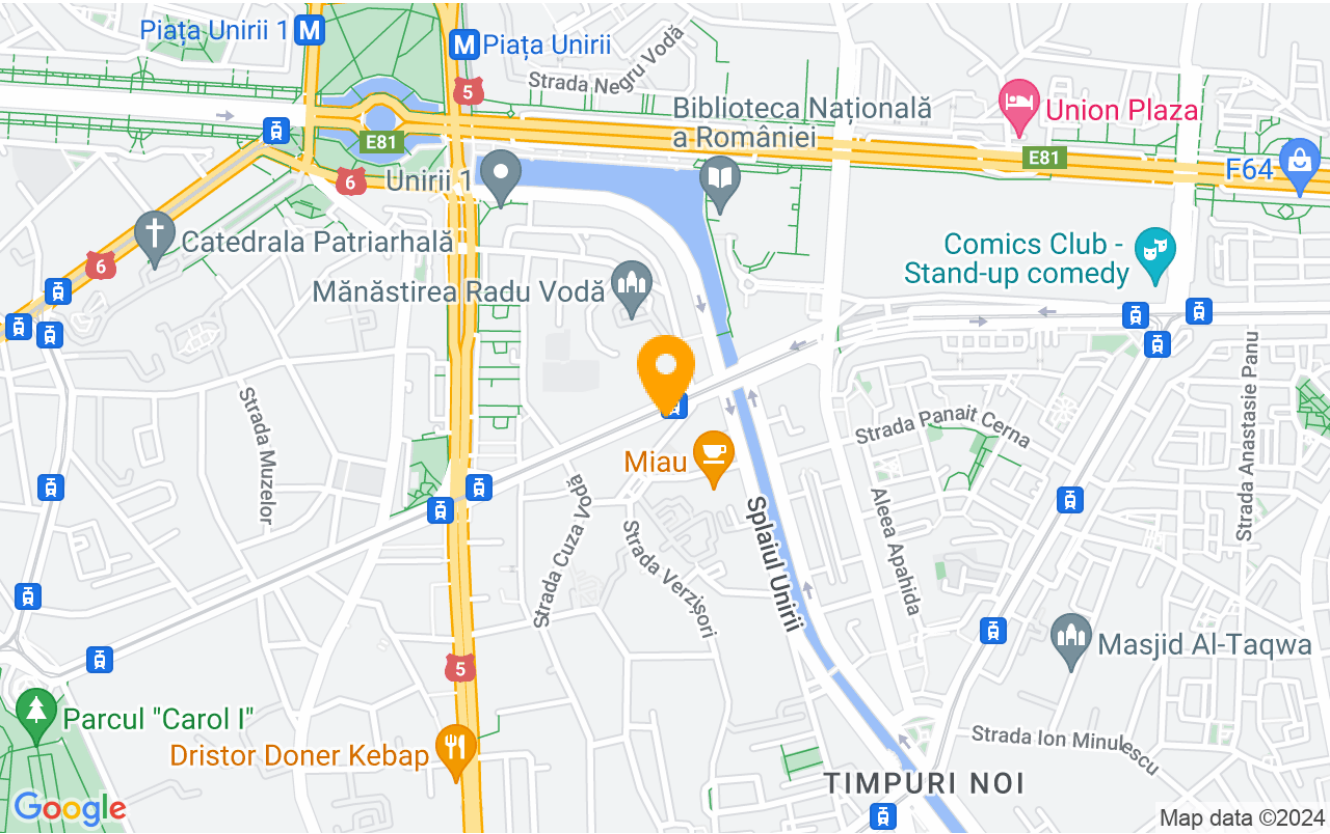 Piața Unirii 1
M
M
Piața Unirii
Strada Negru Vodă
5
Biblioteca Națională
a României
Union Plaza
E81
E81
F64
6
Unirii 1
Catedrala Patriarhală
6
Comics Club -
Stand-up comedy
Mănăstirea Radu Vodă
Strada Anastasie Panu
Strada Muzelor
Strada Panait Cerna
Miau
Strada Cuza Vodă
Splaiul Unirii
Aleea Apahida
Strada Verzișori
Masjid Al-Taqwa
5
Parcul "Carol I"
Dristor Doner Kebap
Strada Ion Minulescu
TIMPURI NOI
Google
Map data ©2024